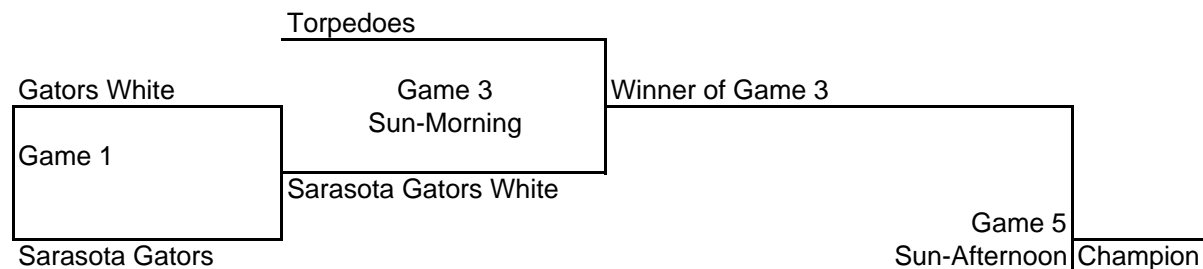 Torpedoes
Gators White
Game 3
Winner of Game 3
Sun-Morning
Game 1
Sarasota Gators White
Game 5
Sarasota Gators
Sun-Afternoon
Champion